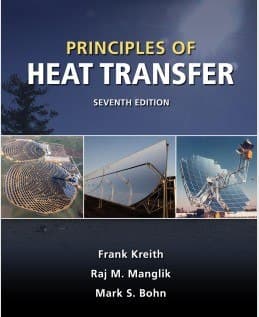 PRINCIPLES OF
HEAT TRANSFER
SEVENTH EDITION
Frank Kreith
Raj M. Manglik
Mark S. Bohn